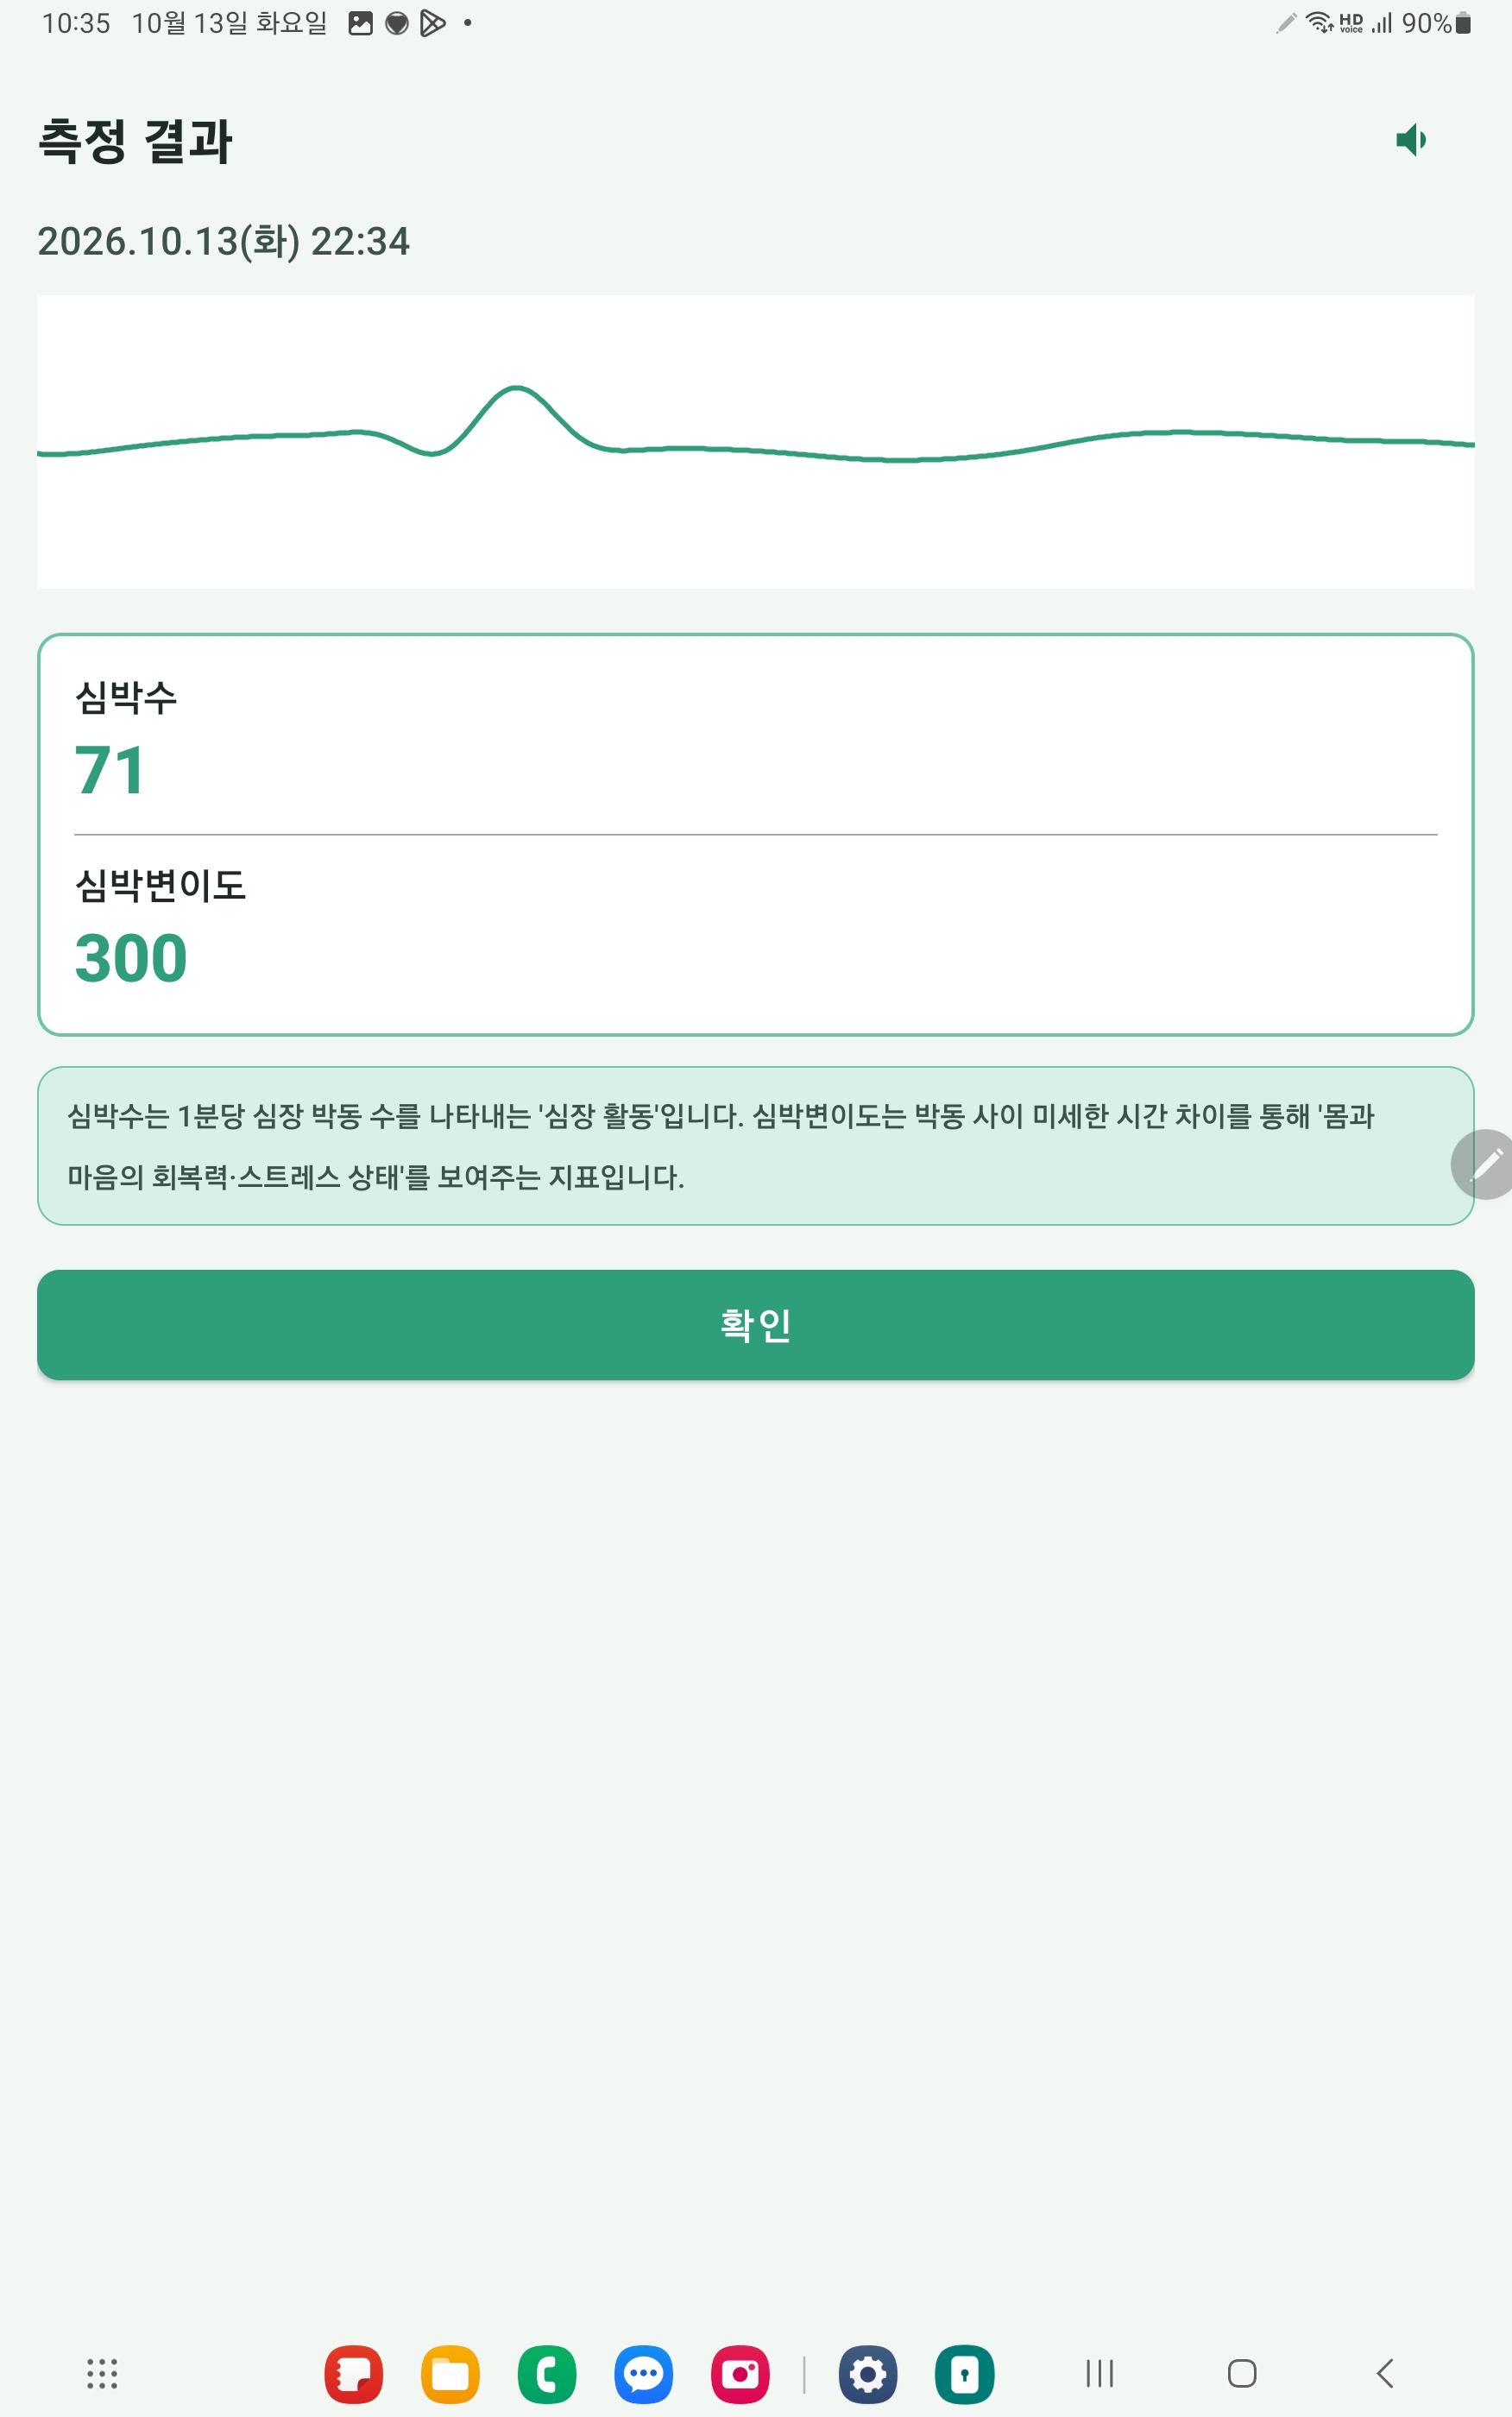 10:35 10월 13일 화요일
HD voice 90%
측정 결과
2026.10.13(화) 22:34
심박수
71
심박변이도
300
심박수는 1분당 심장 박동 수를 나타내는 '심장 활동'입니다. 심박변이도는 박동 사이 미세한 시간 차이를 통해 '몸과
마음의 회복력·스트레스 상태'를 보여주는 지표입니다.
확인